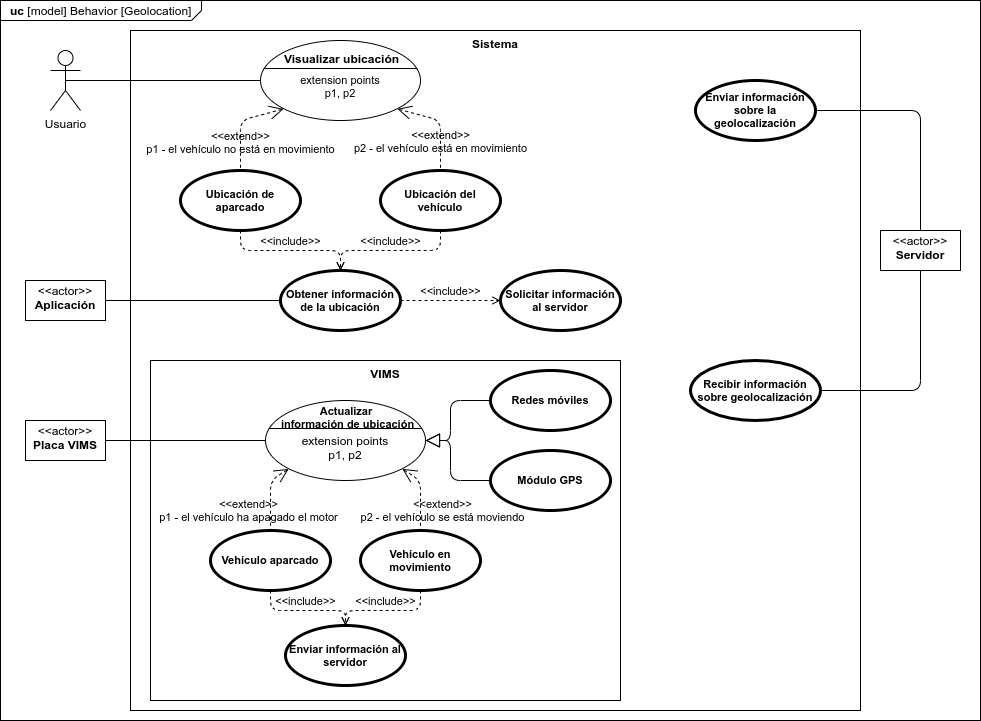 uc [model] Behavior [Geolocation]
Sistema
Usuario
Visualizar ubicación
extension points
p1, p2
<<extend>>
p1 - el vehículo no está en movimiento
<<extend>>
p2 - el vehículo está en movimiento
Ubicación de
aparcado
Ubicación del
vehículo
<<include>>
<<include>>
<<actor>>
Aplicación
Obtener información
de la ubicación
<<include>>
Solicitar información
al servidor
Enviar información
sobre la
geolocalización
<<actor>>
Servidor
Recibir información
sobre geolocalización
VIMS
<<actor>>
Placa VIMS
Actualizar
información de ubicación
extension points
p1, p2
Redes móviles
Módulo GPS
<<extend>>
p1 - el vehículo ha apagado el motor
<<extend>>
p2 - el vehículo se está moviendo
Vehículo aparcado
Vehículo en
movimiento
<<include>>
<<include>>
Enviar información al
servidor